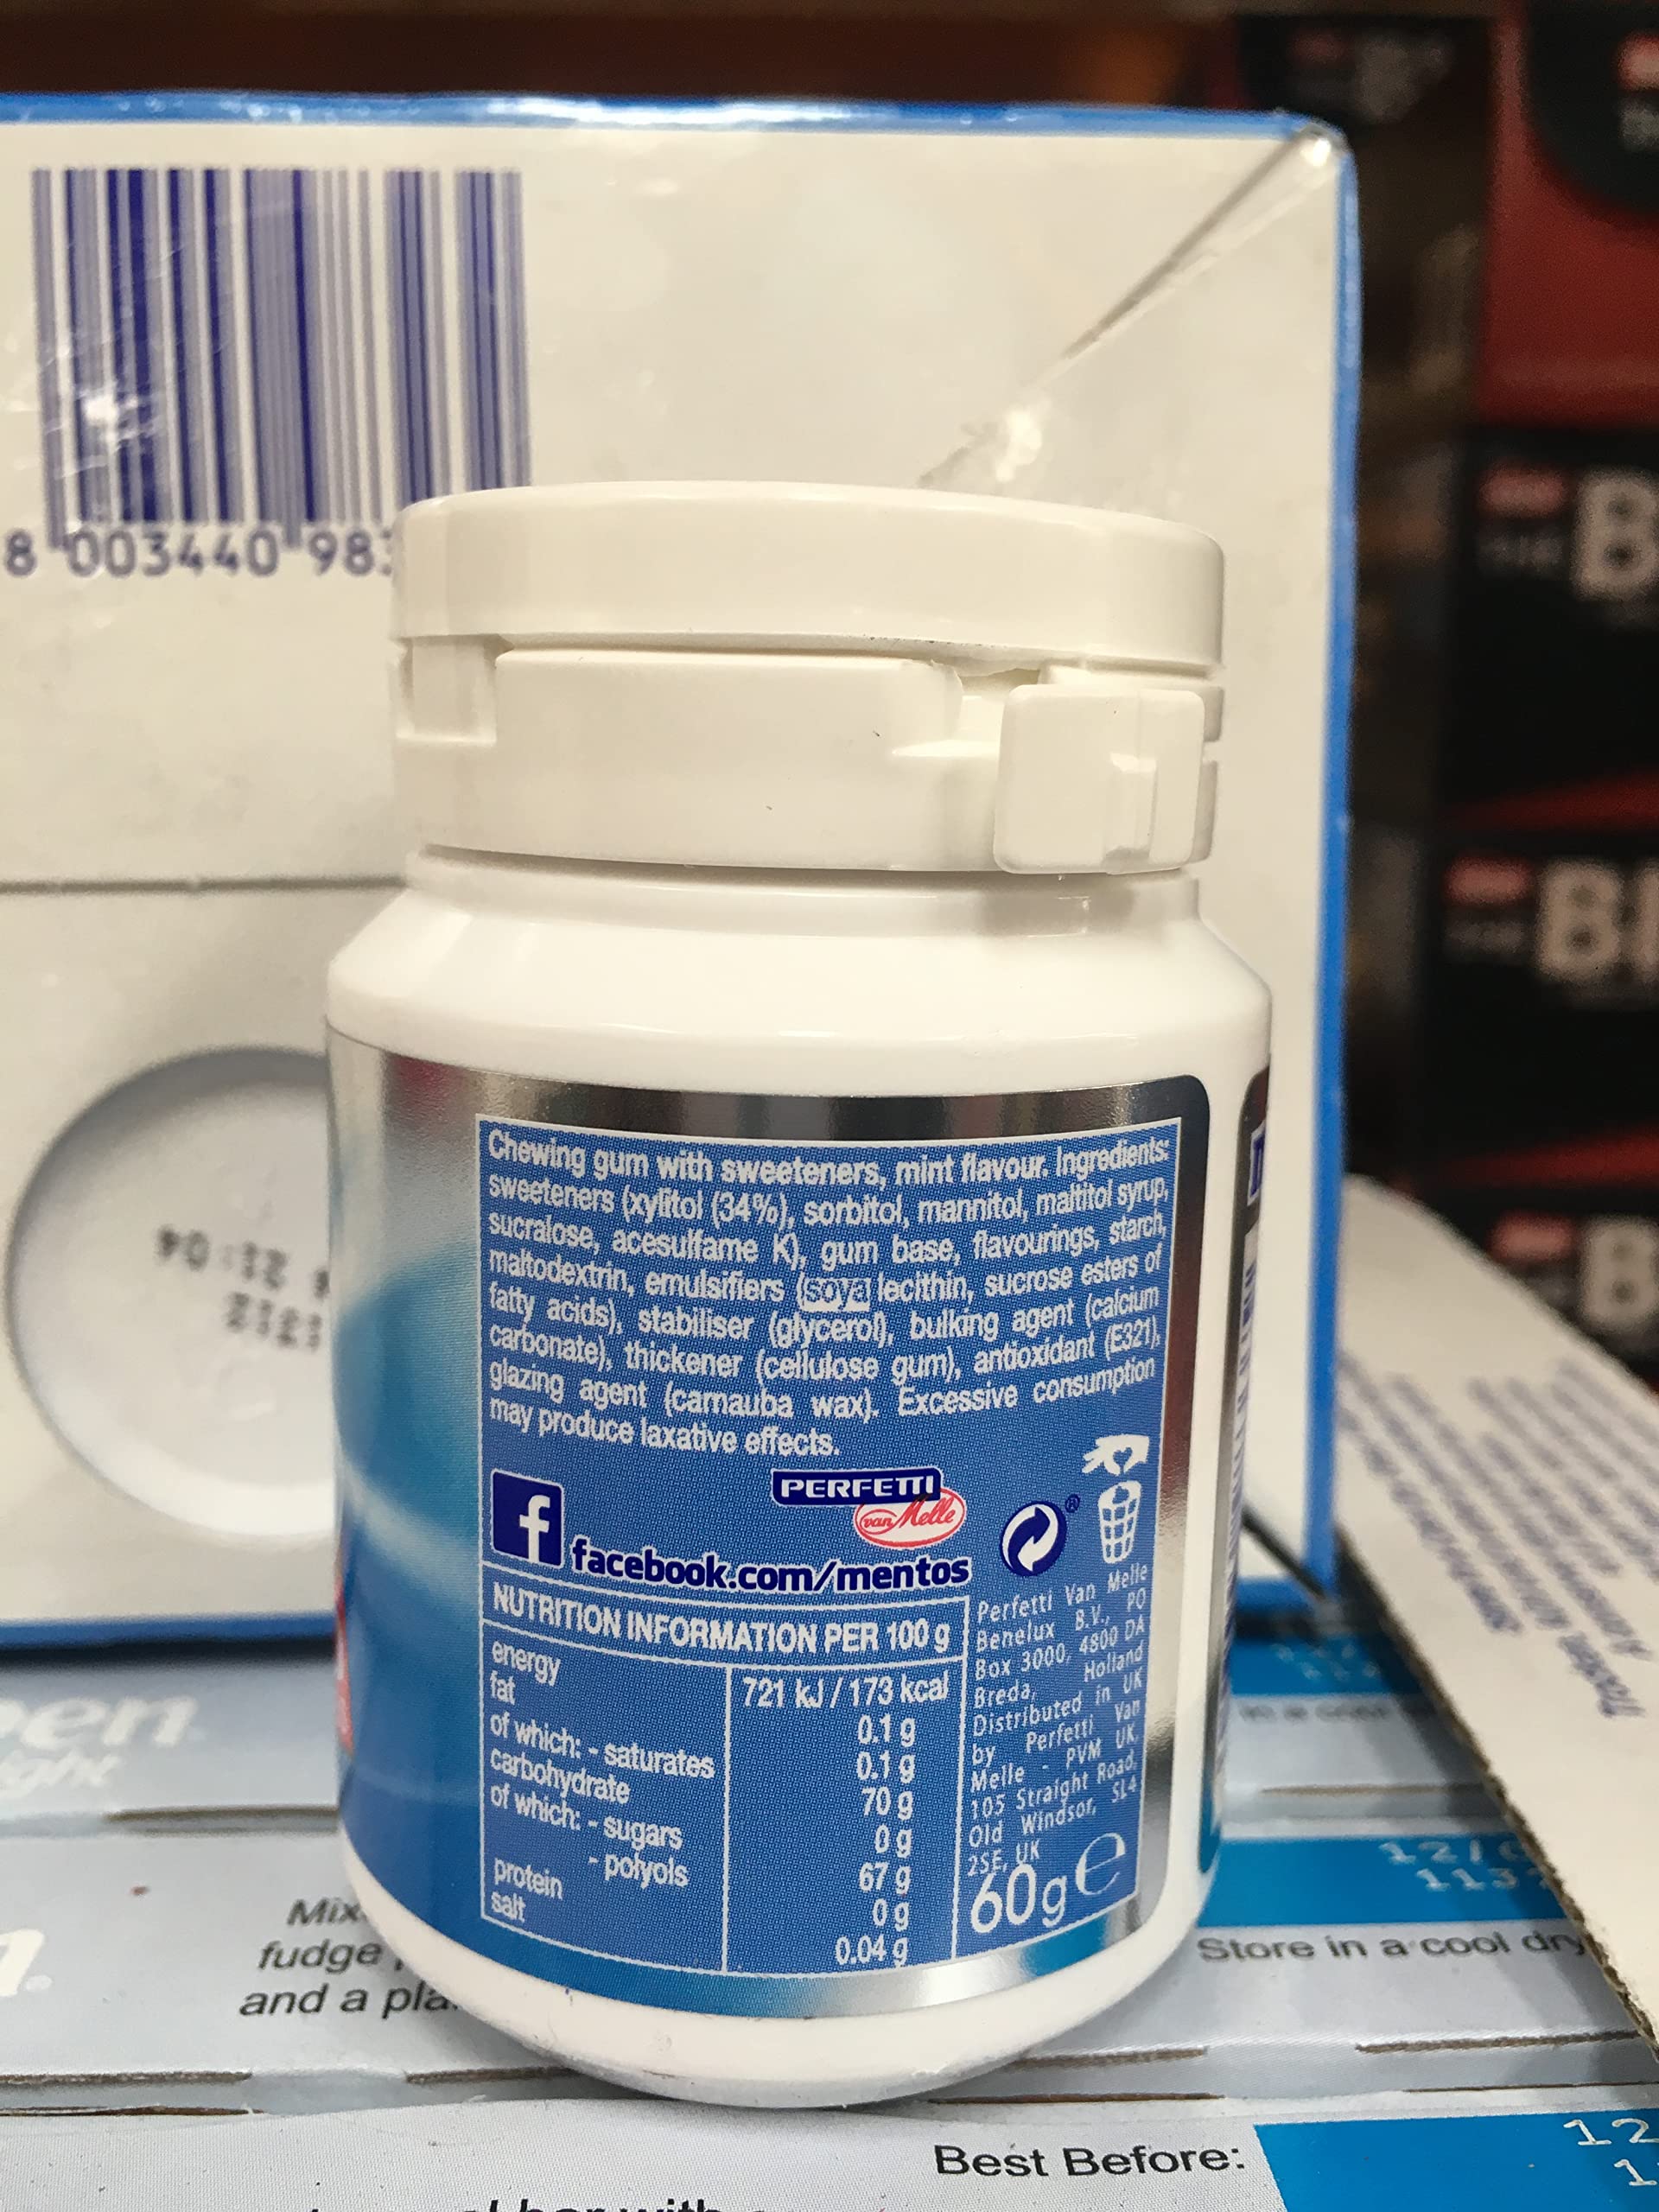 8 003440 98
Chewing gum with sweeteners, mint flavour. Ingredients:
sweeteners (xylitol (34%), sorbitol, mannitol, maltitol syrup,
sucralose, acesulfame K), gum base, flavourings, starch,
maltodextrin, emulsifiers (soya lecithin, sucrose esters of
fatty acids), stabiliser (glycerol), bulking agent (calcium
carbonate), thickener (cellulose gum), antioxidant (E321),
glazing agent (carnauba wax). Excessive consumption
may produce laxative effects.
PERFETTI
van Melle
f facebook.com/mentos
NUTRITION INFORMATION PER 100 g
energy 721 kJ / 173 kcal
fat 0.1 g
of which: - saturates 0.1 g
carbohydrate 70 g
of which: - sugars 0 g
- polyols 67 g
protein 0 g
salt 0.04 g
Perfetti Van Melle
Benelux B.V., PO
Box 3000, 4800 DA
Breda, Holland
Distributed in UK
by Perfetti Van
Melle - PVM UK,
105 Straight Road,
Old Windsor, SL4
2SE, UK
60g e
Mix
fudge
and a pla
Store in a cool dry
Best Before:
12